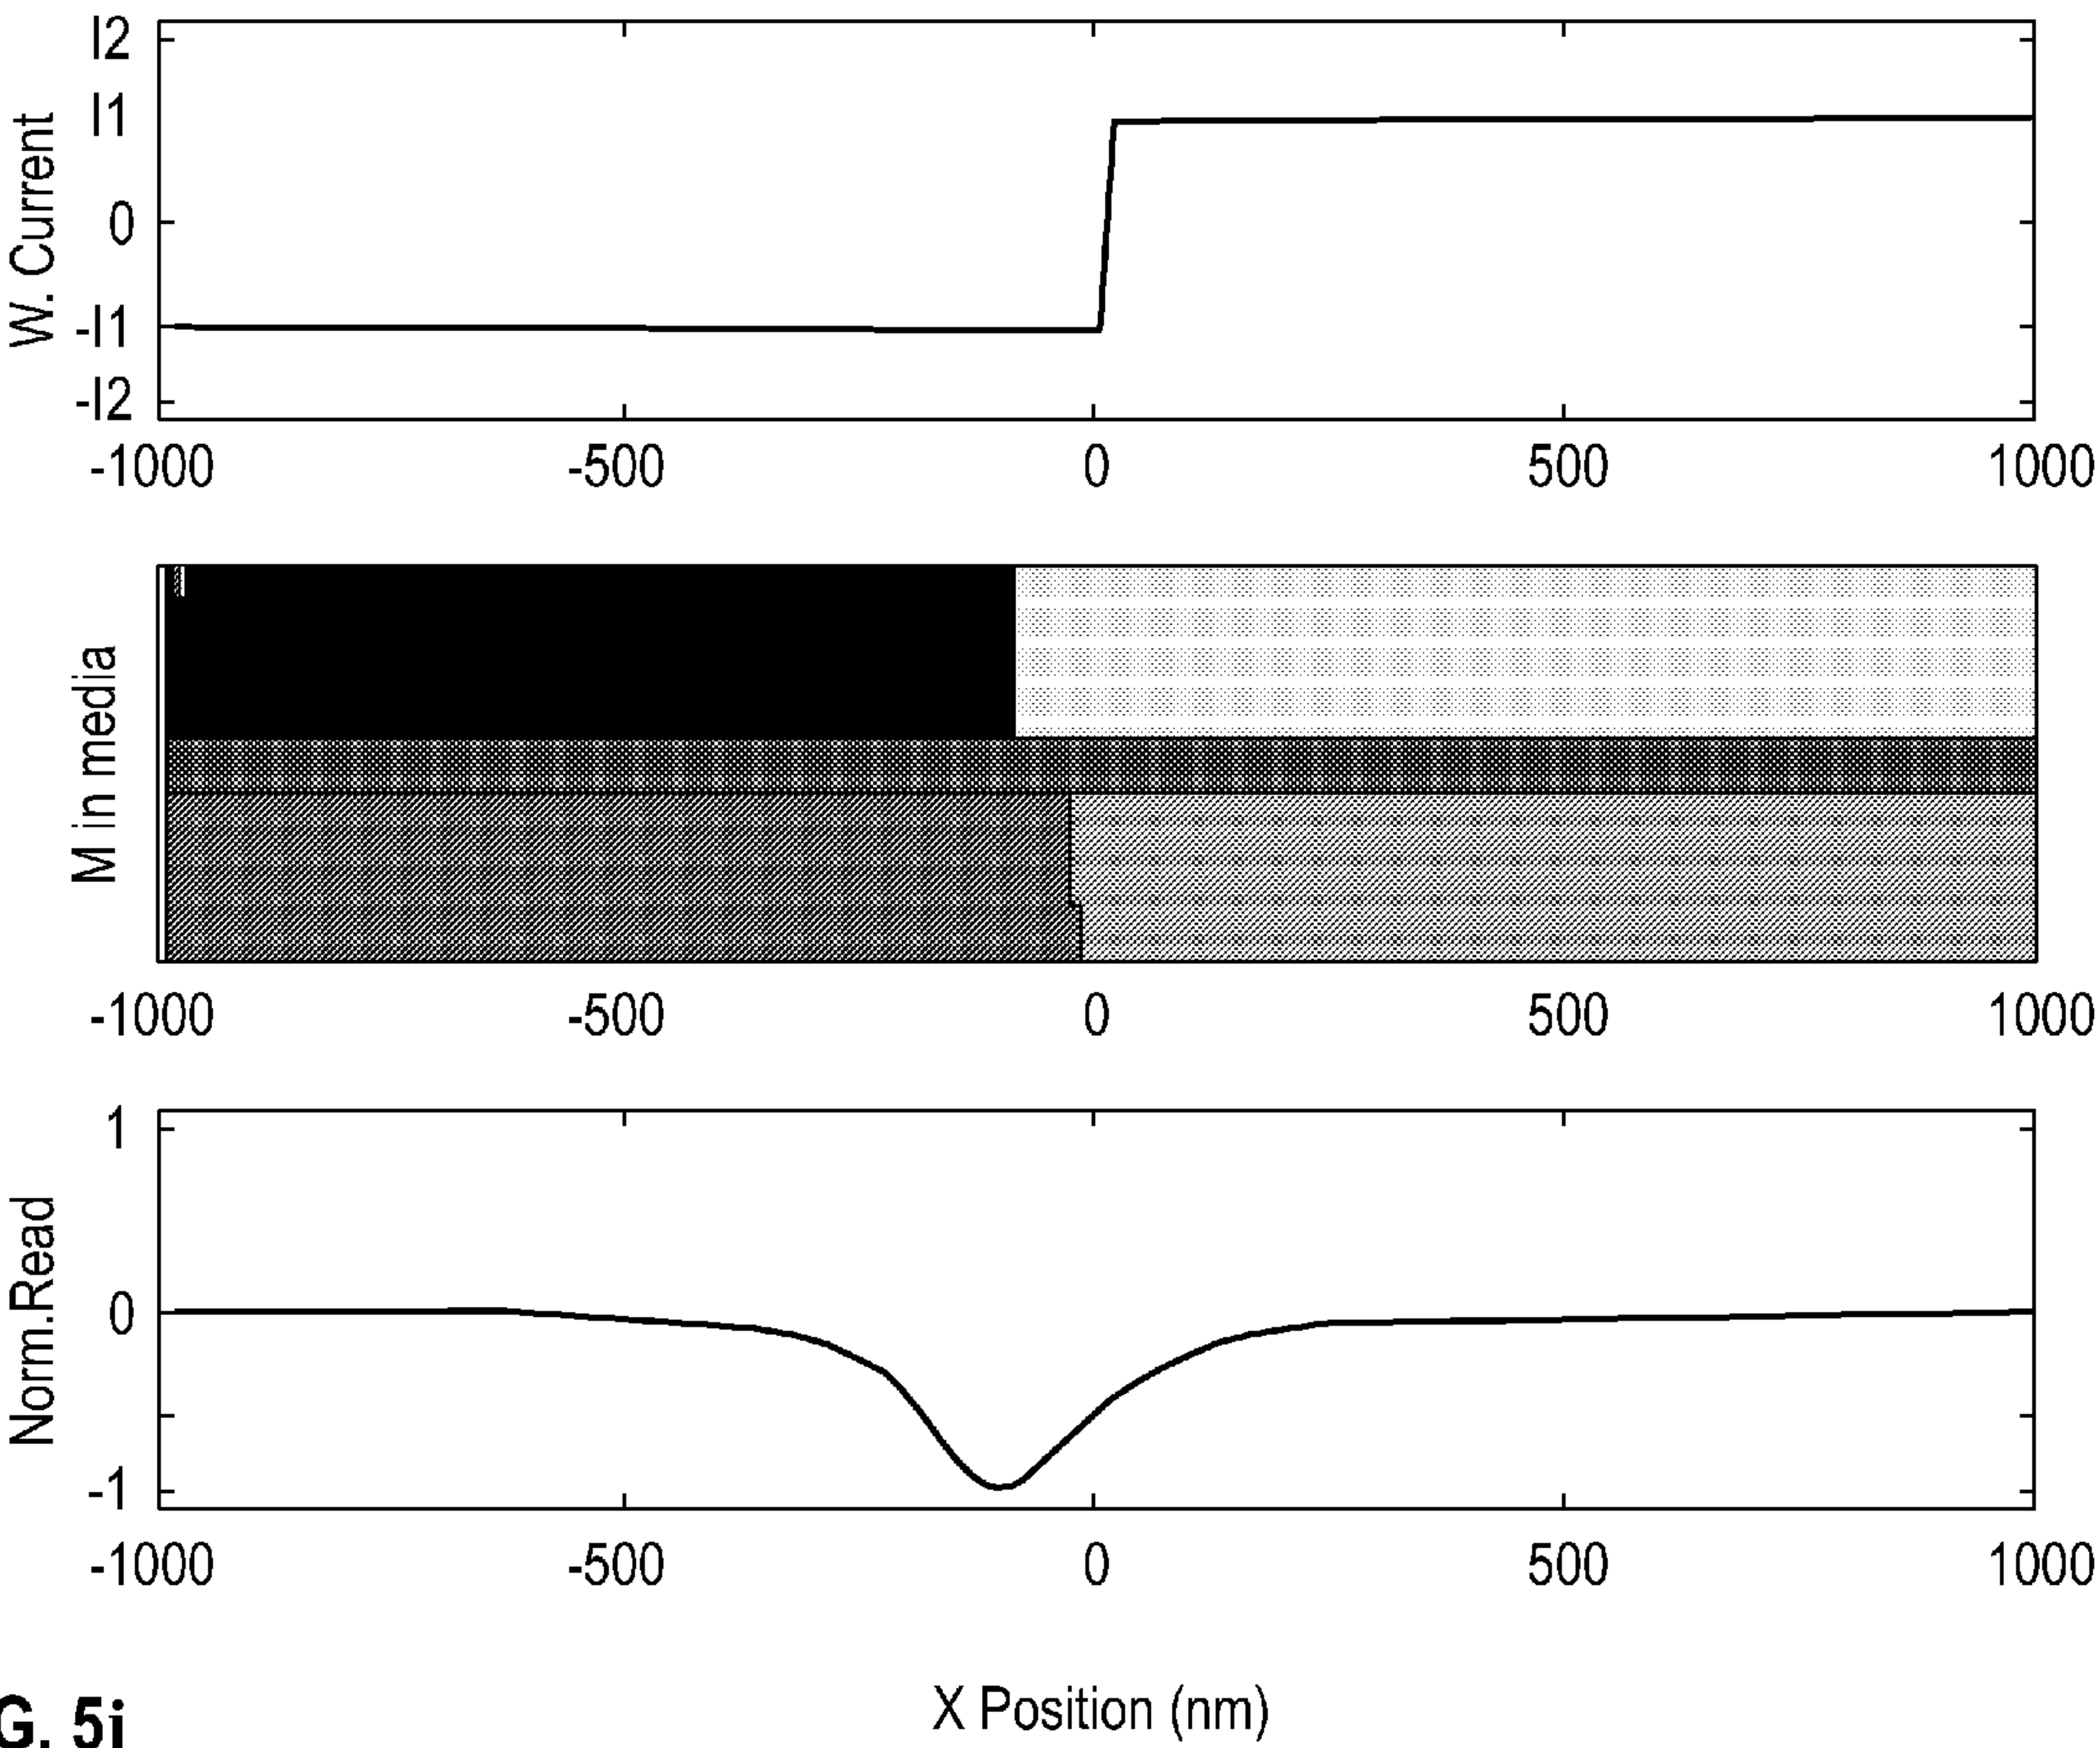 I2
I1
0
-I1
-I2
W. Current
-1000 -500 0 500 1000
M in media
-1000 -500 0 500 1000
1
0
-1
Norm.Read
-1000 -500 0 500 1000
X Position (nm)
G. 5i